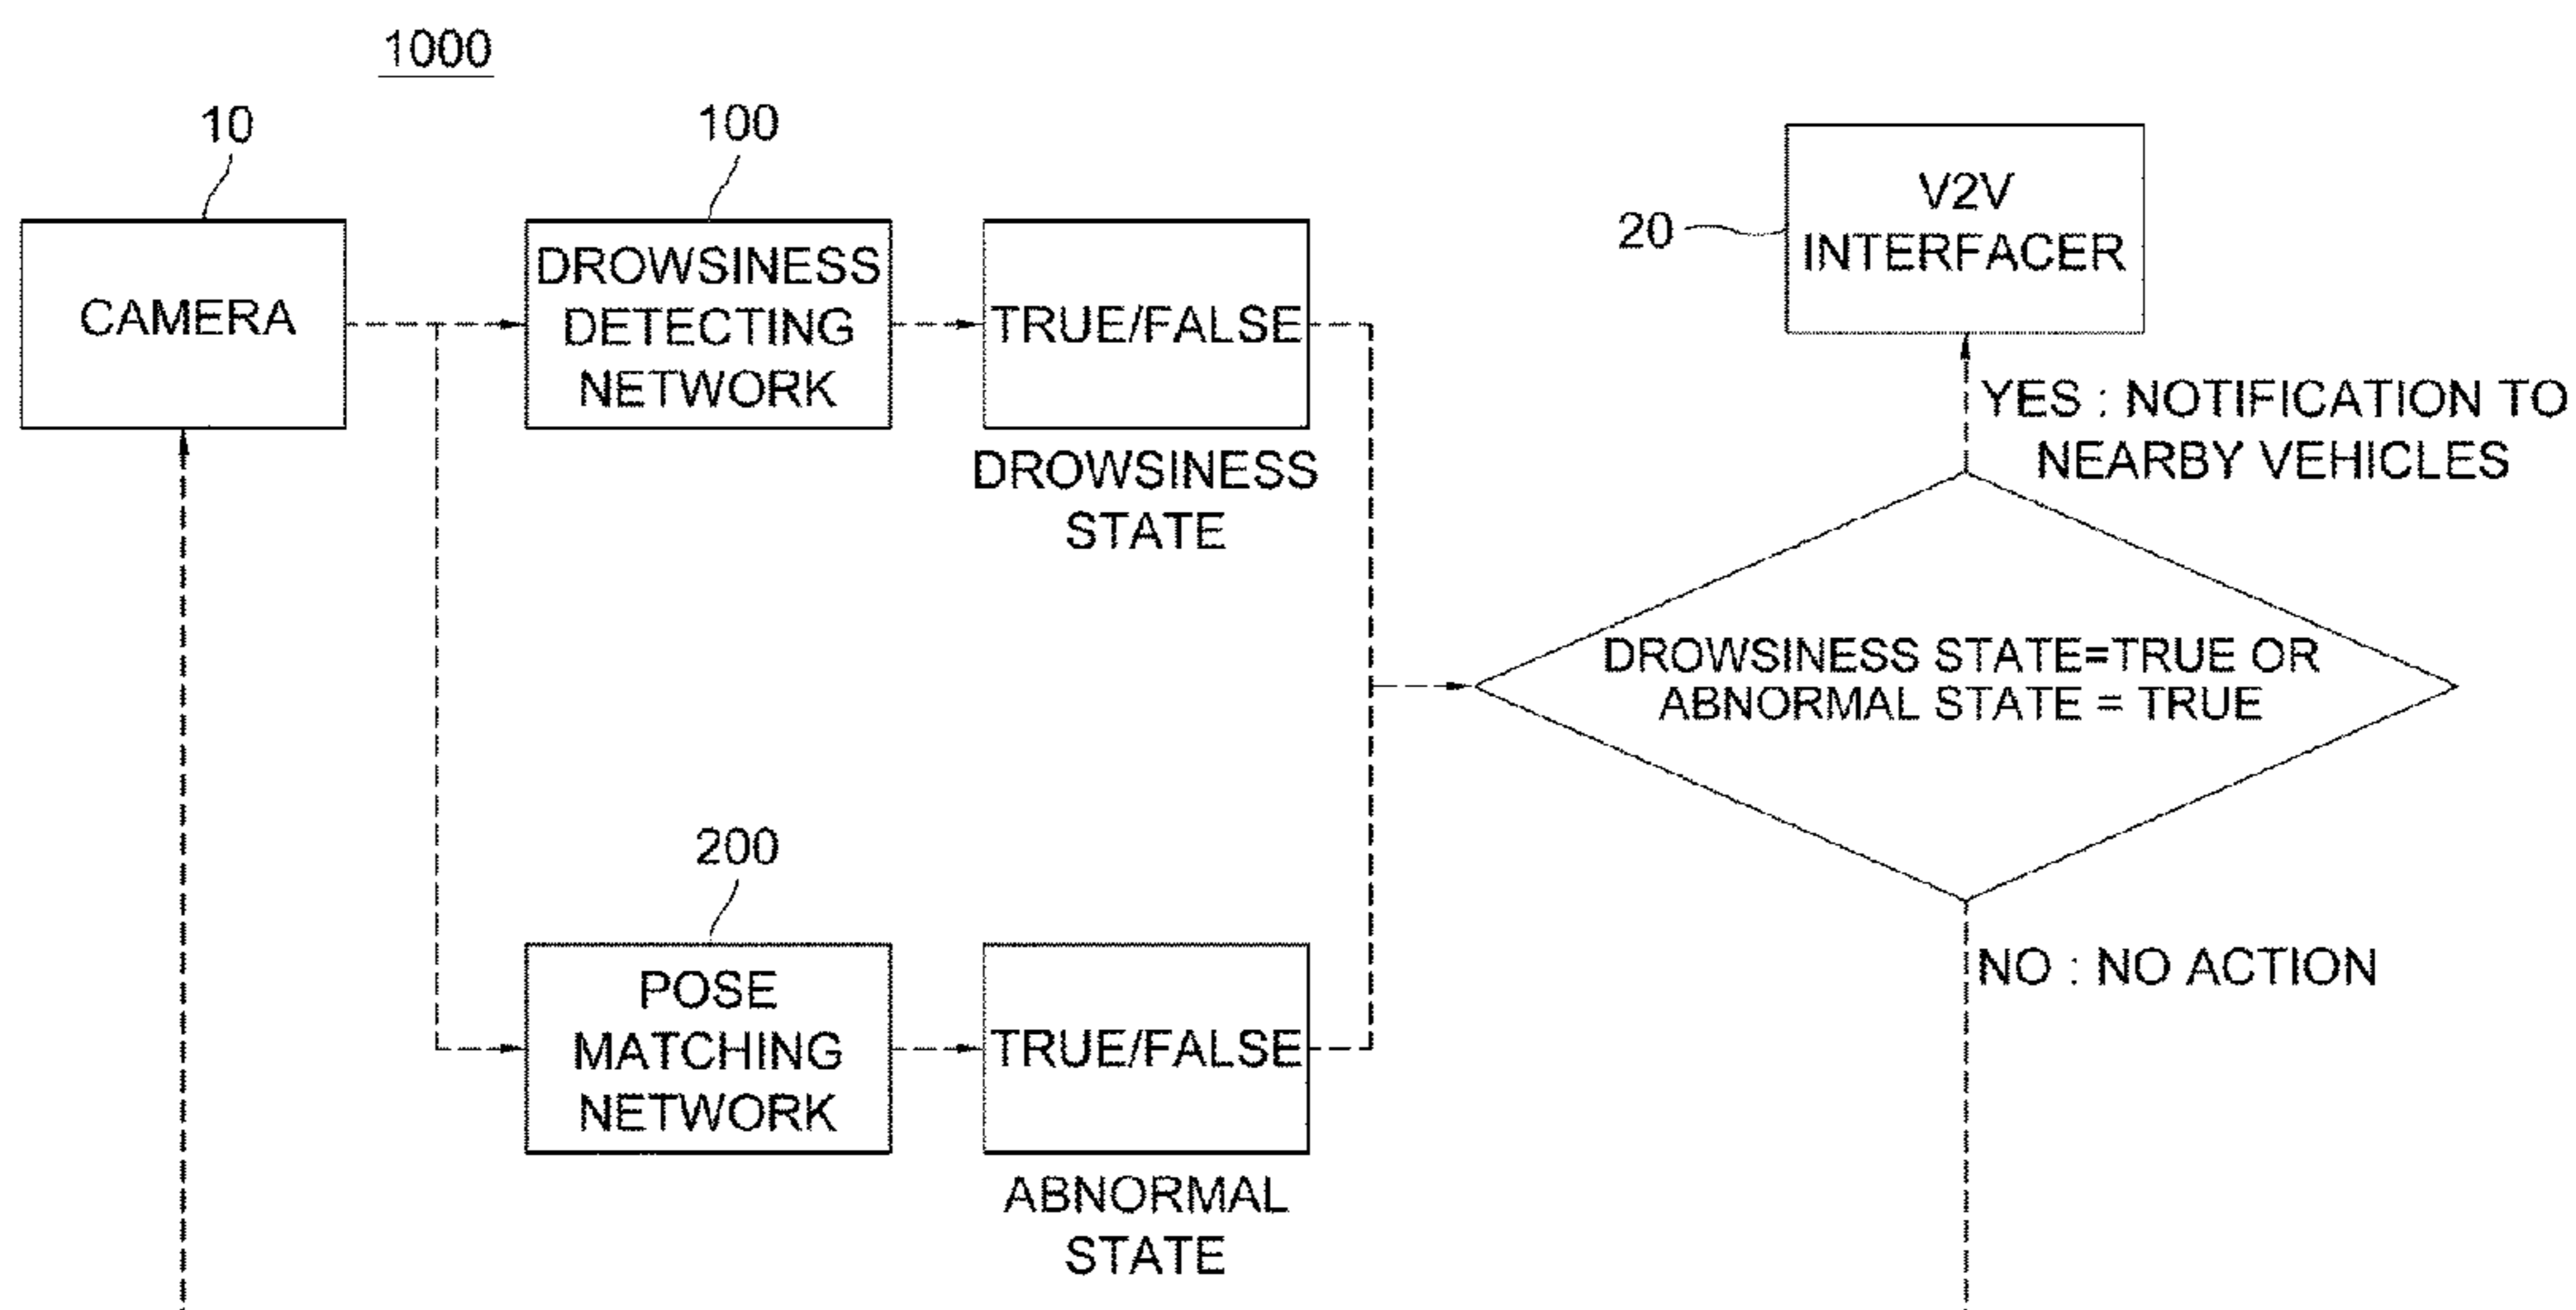 1000
10
CAMERA
100
DROWSINESS
DETECTING
NETWORK
TRUE/FALSE
DROWSINESS
STATE
200
POSE
MATCHING
NETWORK
TRUE/FALSE
ABNORMAL
STATE
20
V2V
INTERFACER
YES : NOTIFICATION TO
NEARBY VEHICLES
DROWSINESS STATE=TRUE OR
ABNORMAL STATE = TRUE
NO : NO ACTION